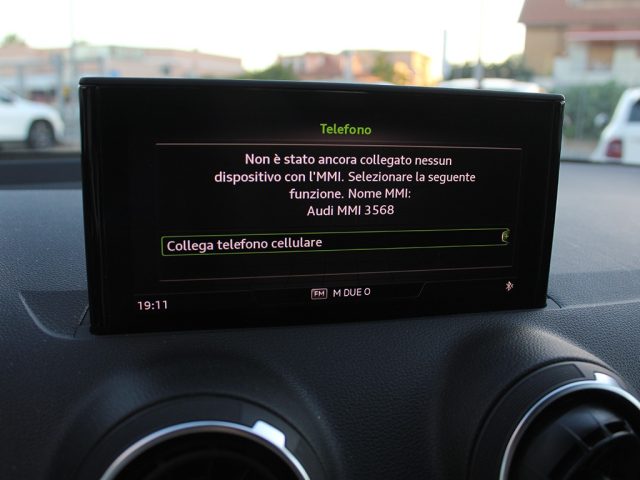 Telefono
Non è stato ancora collegato nessun
dispositivo con l'MMI. Selezionare la seguente
funzione. Nome MMI:
Audi MMI 3568
Collega telefono cellulare
19:11 FM M DUE O